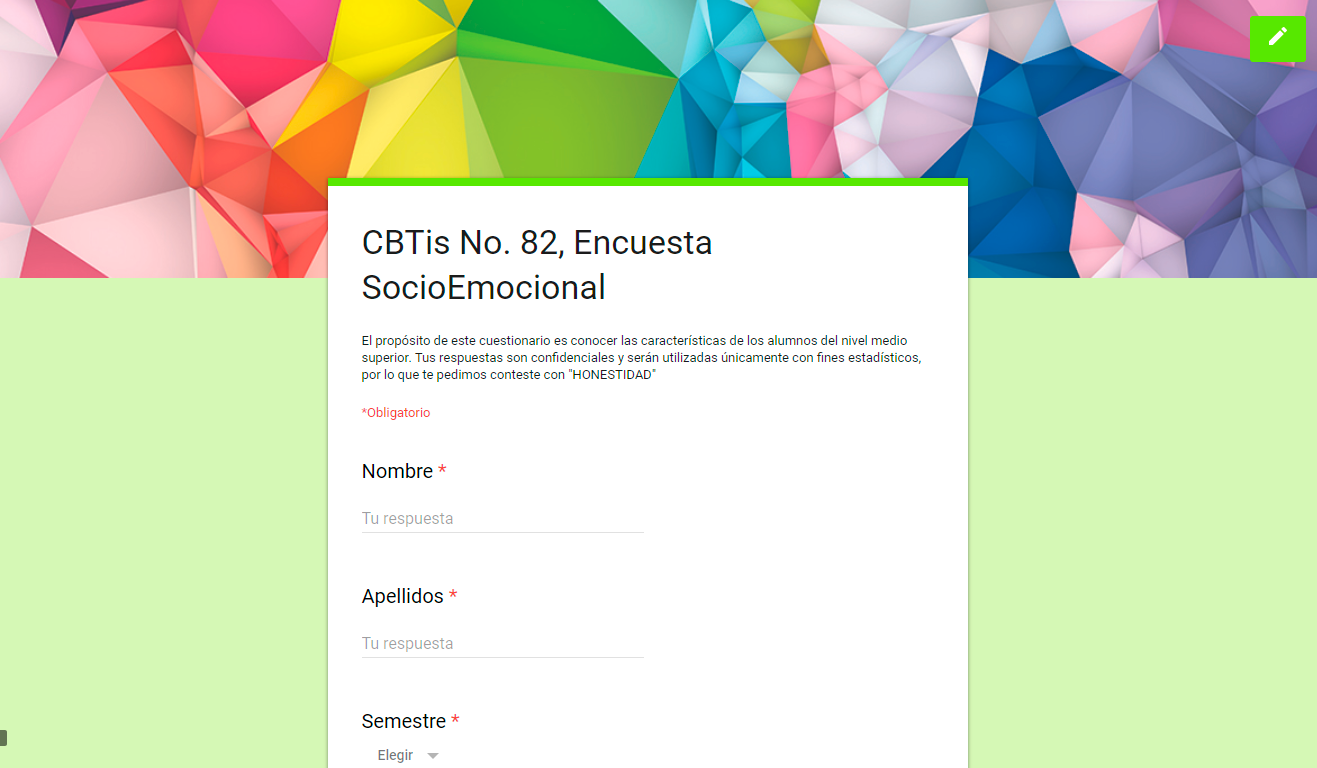 CBTis No. 82, Encuesta
SocioEmocional
El propósito de este cuestionario es conocer las características de los alumnos del nivel medio
superior. Tus respuestas son confidenciales y serán utilizadas únicamente con fines estadísticos,
por lo que te pedimos conteste con "HONESTIDAD"
*Obligatorio
Nombre *
Tu respuesta
Apellidos *
Tu respuesta
Semestre *
Elegir